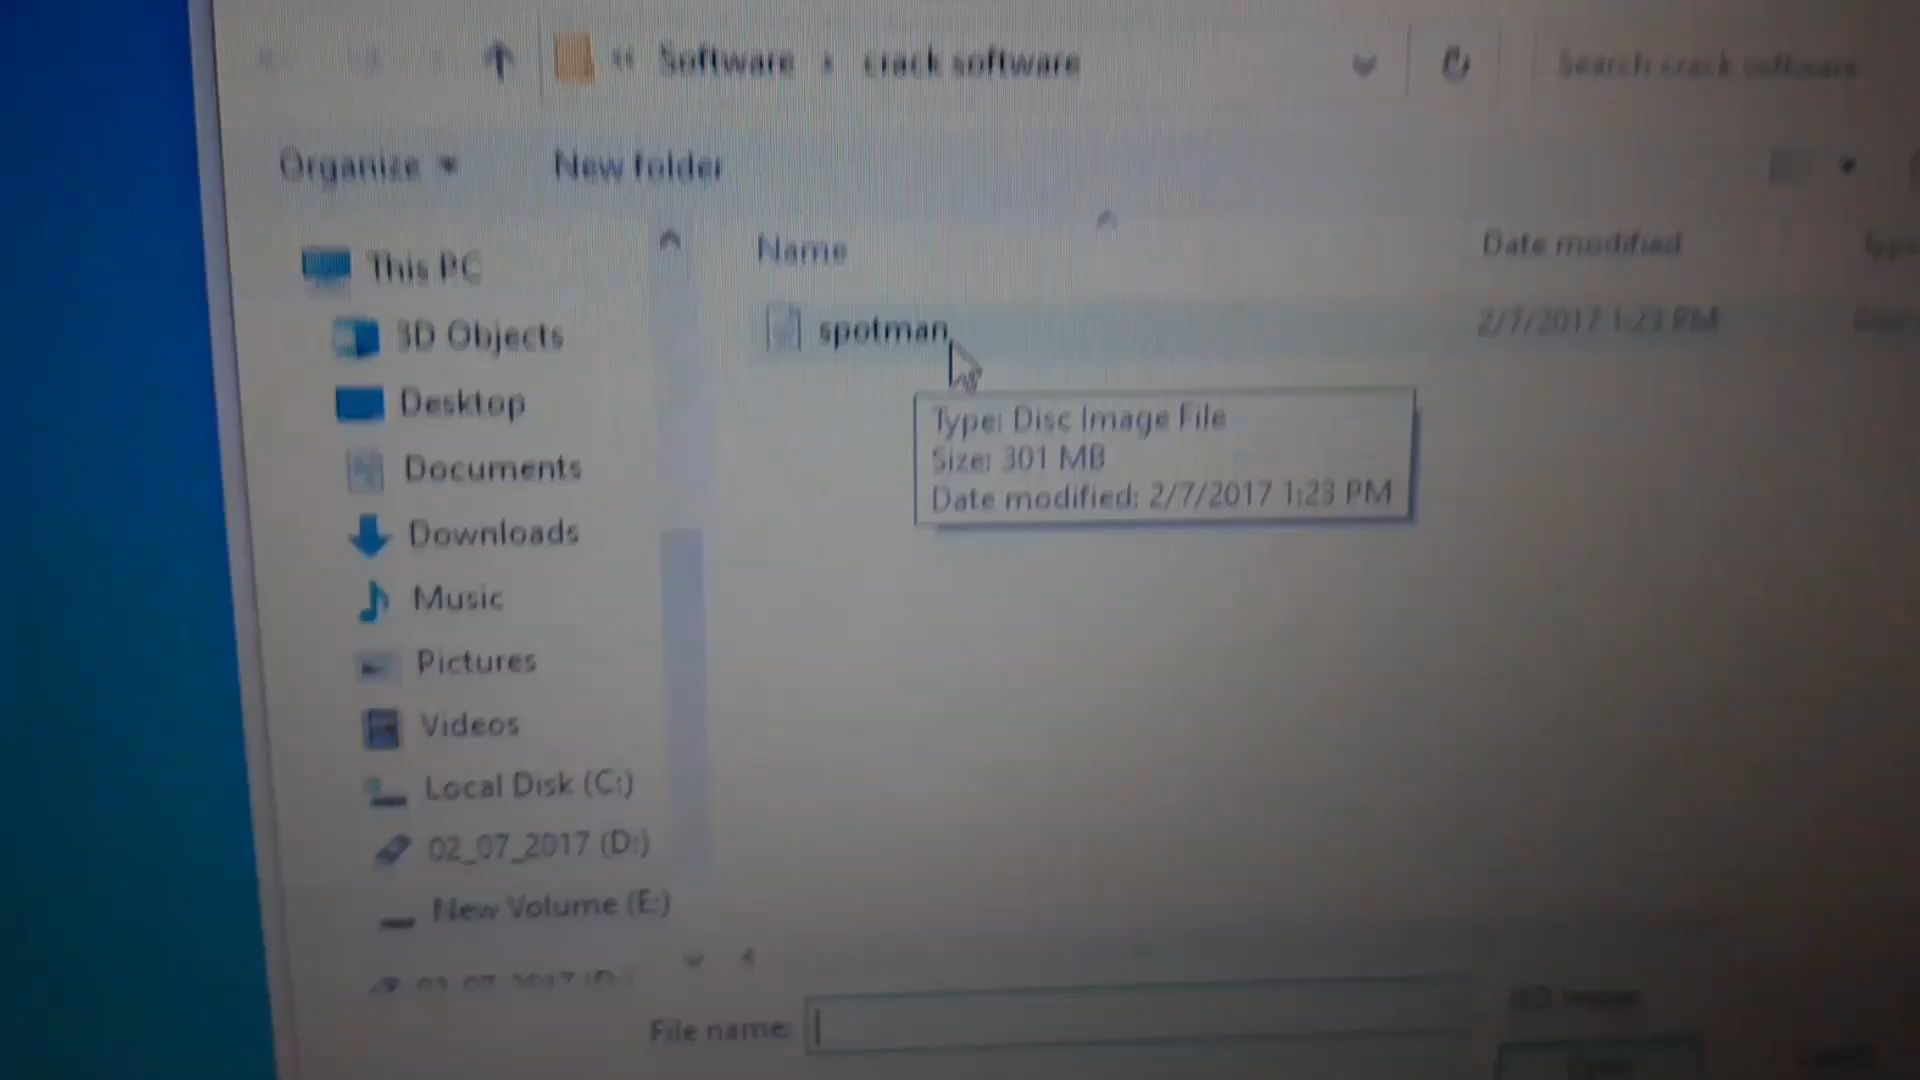 Software › crack software
Search crack software
Organize
New folder
Name
Date modified
This PC
3D Objects
Desktop
Documents
Downloads
Music
Pictures
Videos
Local Disk (C:)
02_07_2017 (D:)
New Volume (E:)
spotman
2/7/2017 1:23 PM
Type: Disc Image File
Size: 301 MB
Date modified: 2/7/2017 1:23 PM
File name:
ISO Image